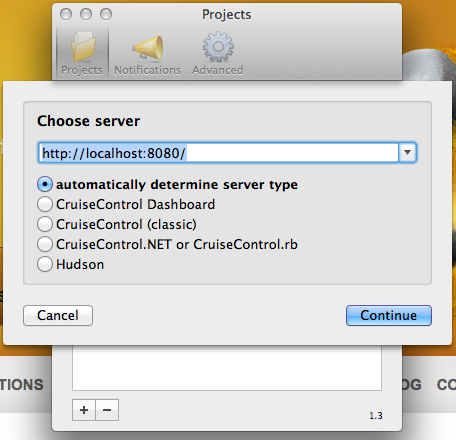 Projects
Projects Notifications Advanced
Choose server
http://localhost:8080/
automatically determine server type
CruiseControl Dashboard
CruiseControl (classic)
CruiseControl.NET or CruiseControl.rb
Hudson
Cancel Continue
TIONS OG CO
+ −
1.3